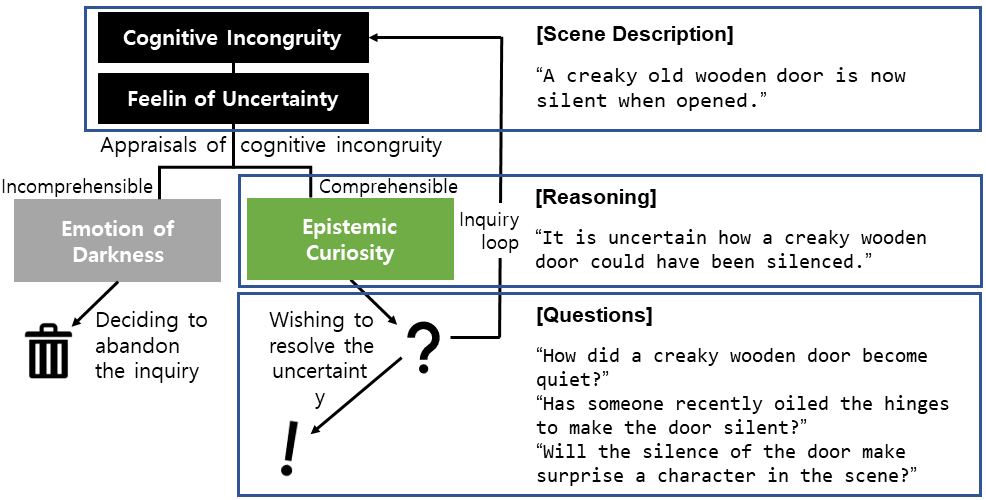 Cognitive Incongruity
Feelin of Uncertainty
[Scene Description]
“A creaky old wooden door is now
silent when opened.”
Appraisals of cognitive incongruity
Incomprehensible
Comprehensible
Emotion of
Darkness
Epistemic
Curiosity
Inquiry
loop
[Reasoning]
“It is uncertain how a creaky wooden
door could have been silenced.”
Deciding to
abandon
the inquiry
Wishing to
resolve the
uncertaint
y
?
!
[Questions]
“How did a creaky wooden door become
quiet?”
“Has someone recently oiled the hinges
to make the door silent?”
“Will the silence of the door make
surprise a character in the scene?”